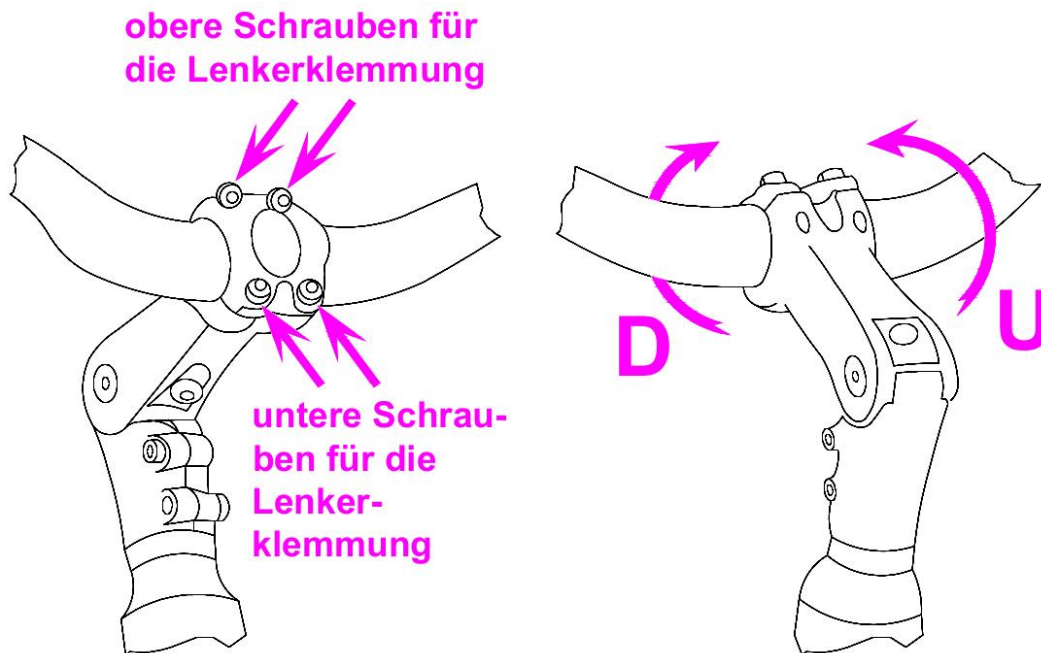 obere Schrauben für
die Lenkerklemmung
D
U
untere Schrau-
ben für die
Lenker-
klemmung